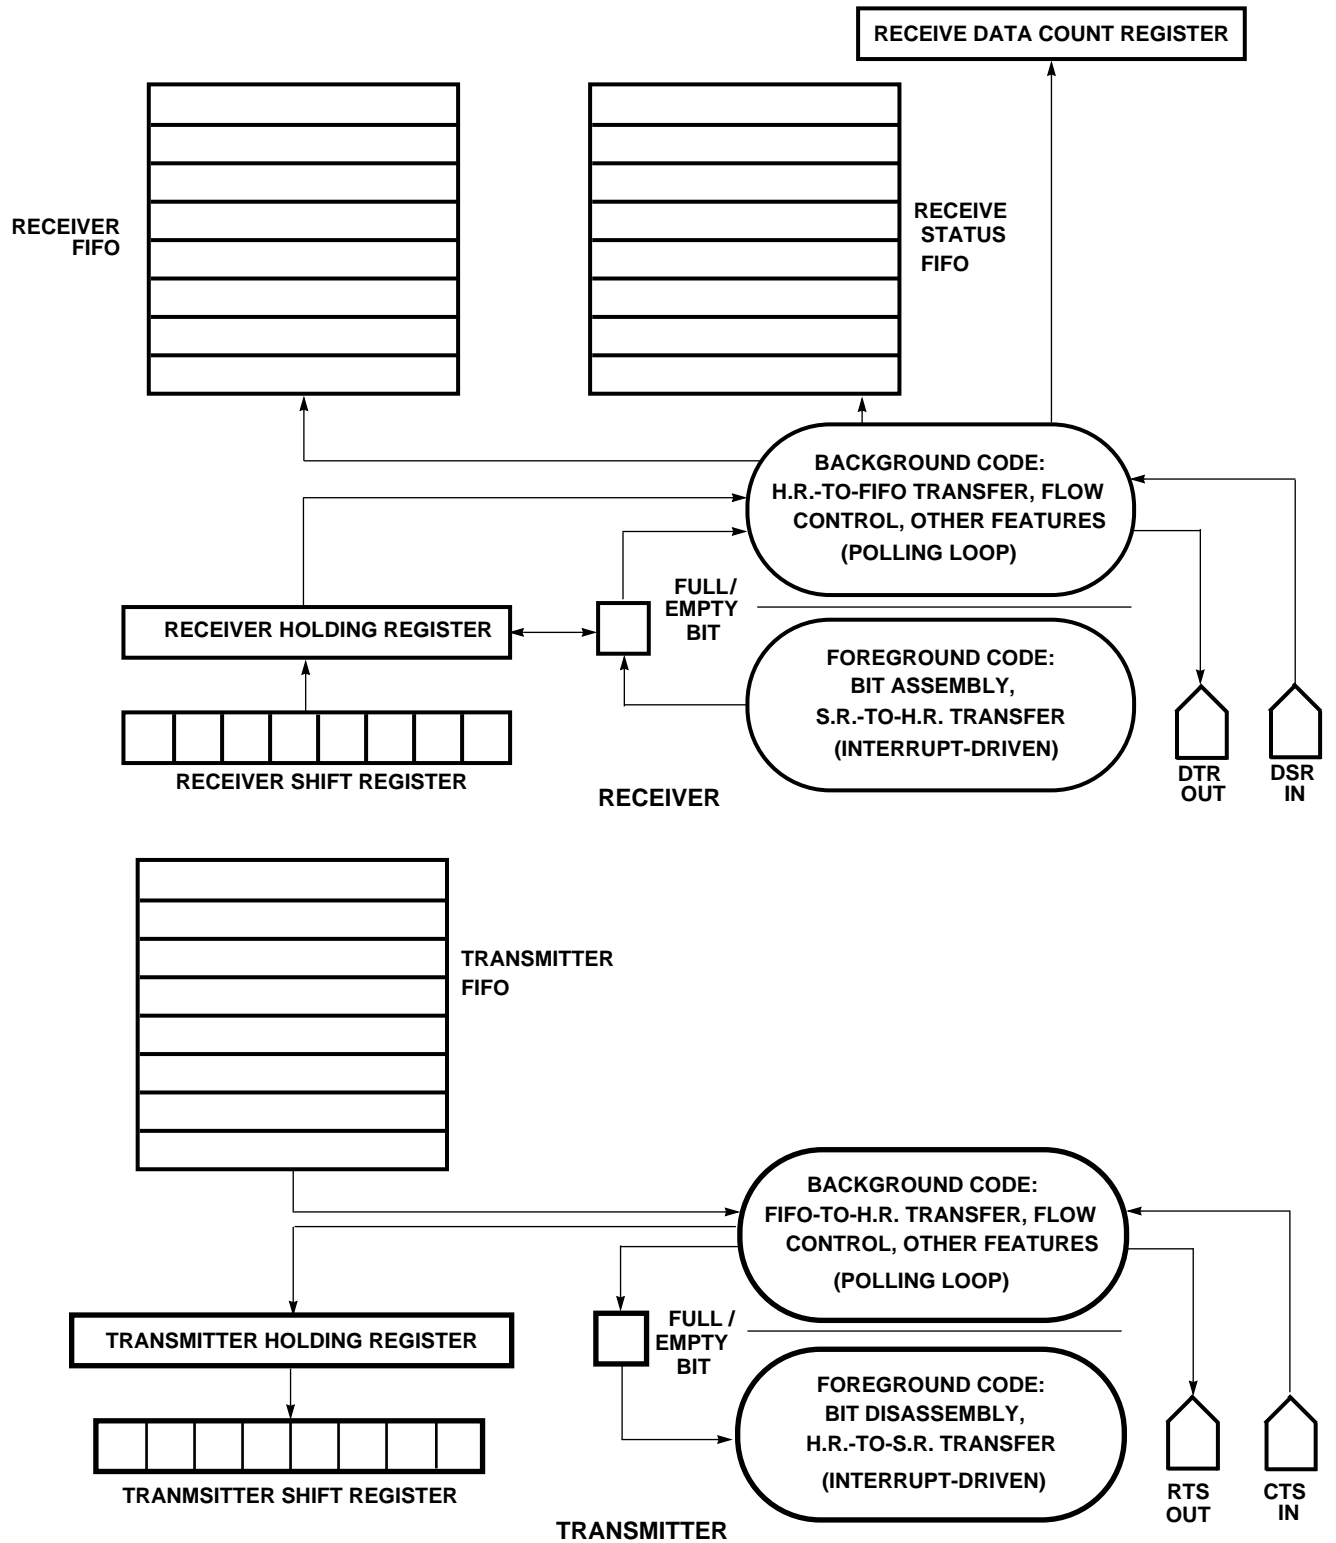 RECEIVE DATA COUNT REGISTER
RECEIVER
FIFO
RECEIVE
STATUS
FIFO
BACKGROUND CODE:
H.R.-TO-FIFO TRANSFER, FLOW
CONTROL, OTHER FEATURES
(POLLING LOOP)
FULL/
EMPTY
BIT
RECEIVER HOLDING REGISTER
FOREGROUND CODE:
BIT ASSEMBLY,
S.R.-TO-H.R. TRANSFER
(INTERRUPT-DRIVEN)
RECEIVER SHIFT REGISTER
DTR
OUT
DSR
IN
RECEIVER
TRANSMITTER
FIFO
BACKGROUND CODE:
FIFO-TO-H.R. TRANSFER, FLOW
CONTROL, OTHER FEATURES
(POLLING LOOP)
FULL /
EMPTY
BIT
TRANSMITTER HOLDING REGISTER
FOREGROUND CODE:
BIT DISASSEMBLY,
H.R.-TO-S.R. TRANSFER
(INTERRUPT-DRIVEN)
TRANMSITTER SHIFT REGISTER
RTS
OUT
CTS
IN
TRANSMITTER